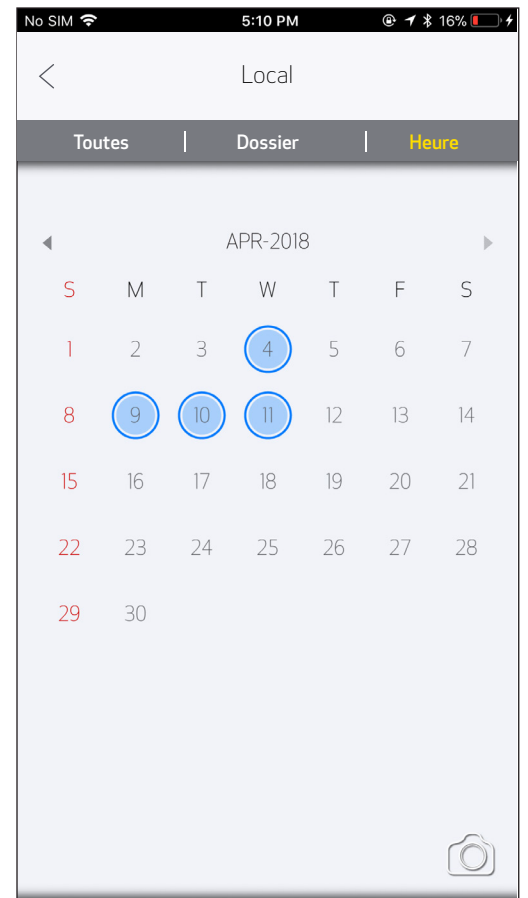 No SIM 5:10 PM 16%
Local
Toutes Dossier Heure
APR-2018
S M T W T F S
1 2 3 4 5 6 7
8 9 10 11 12 13 14
15 16 17 18 19 20 21
22 23 24 25 26 27 28
29 30